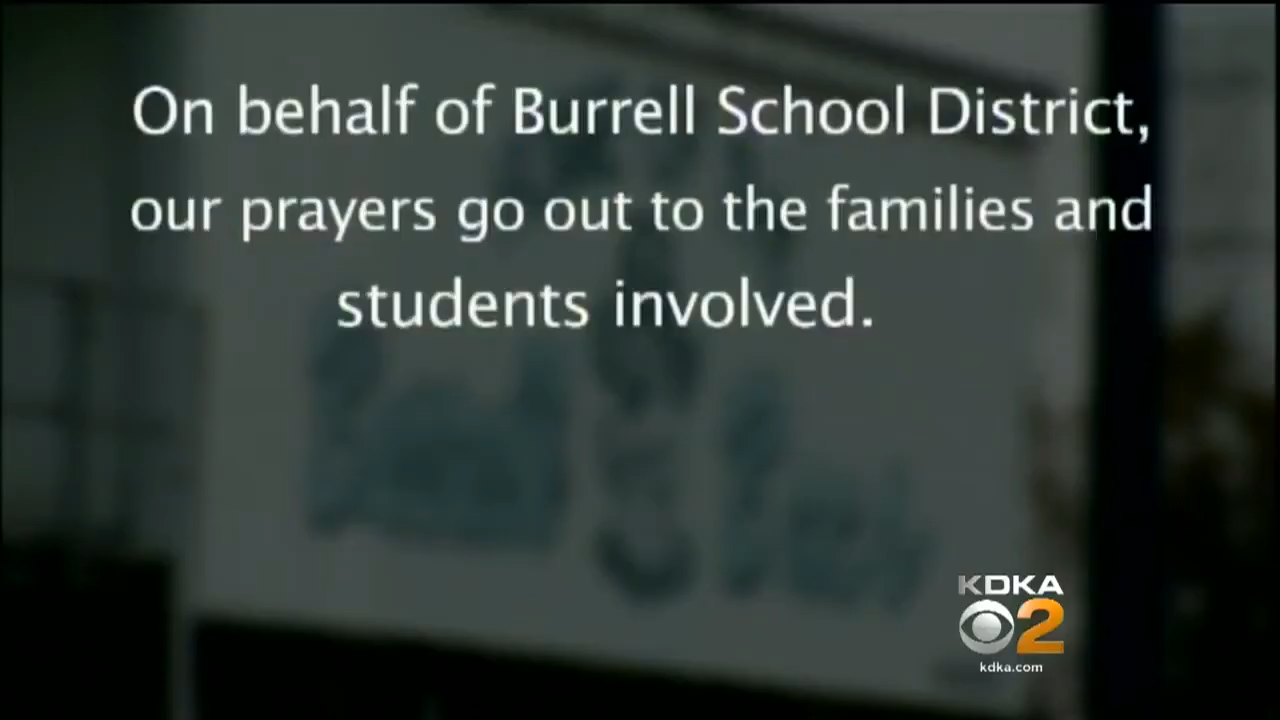 On behalf of Burrell School District,
our prayers go out to the families and
students involved.
KDKA
2
kdka.com